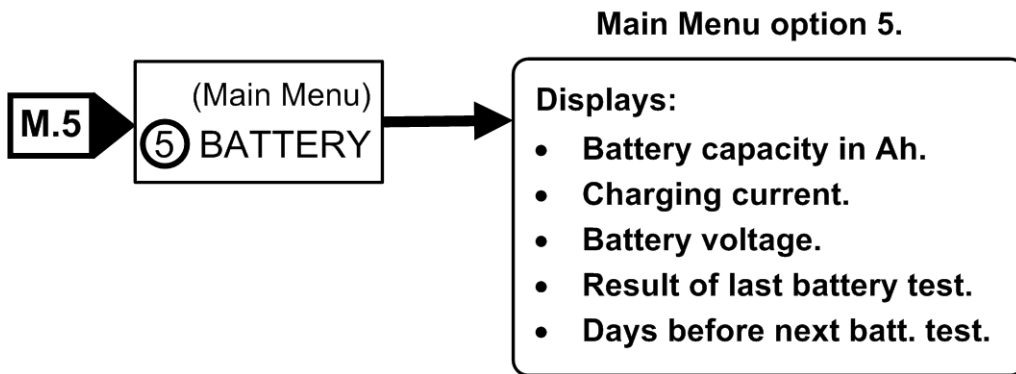 Main Menu option 5.
M.5
(Main Menu)
5 BATTERY
Displays:
• Battery capacity in Ah.
• Charging current.
• Battery voltage.
• Result of last battery test.
• Days before next batt. test.